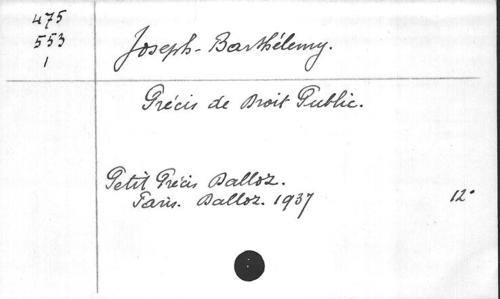 475
553
1
Joseph-Barthélemy.
Précis de Droit Public.
Petit Précis Dalloz.
Paris. Dalloz. 1937
12°